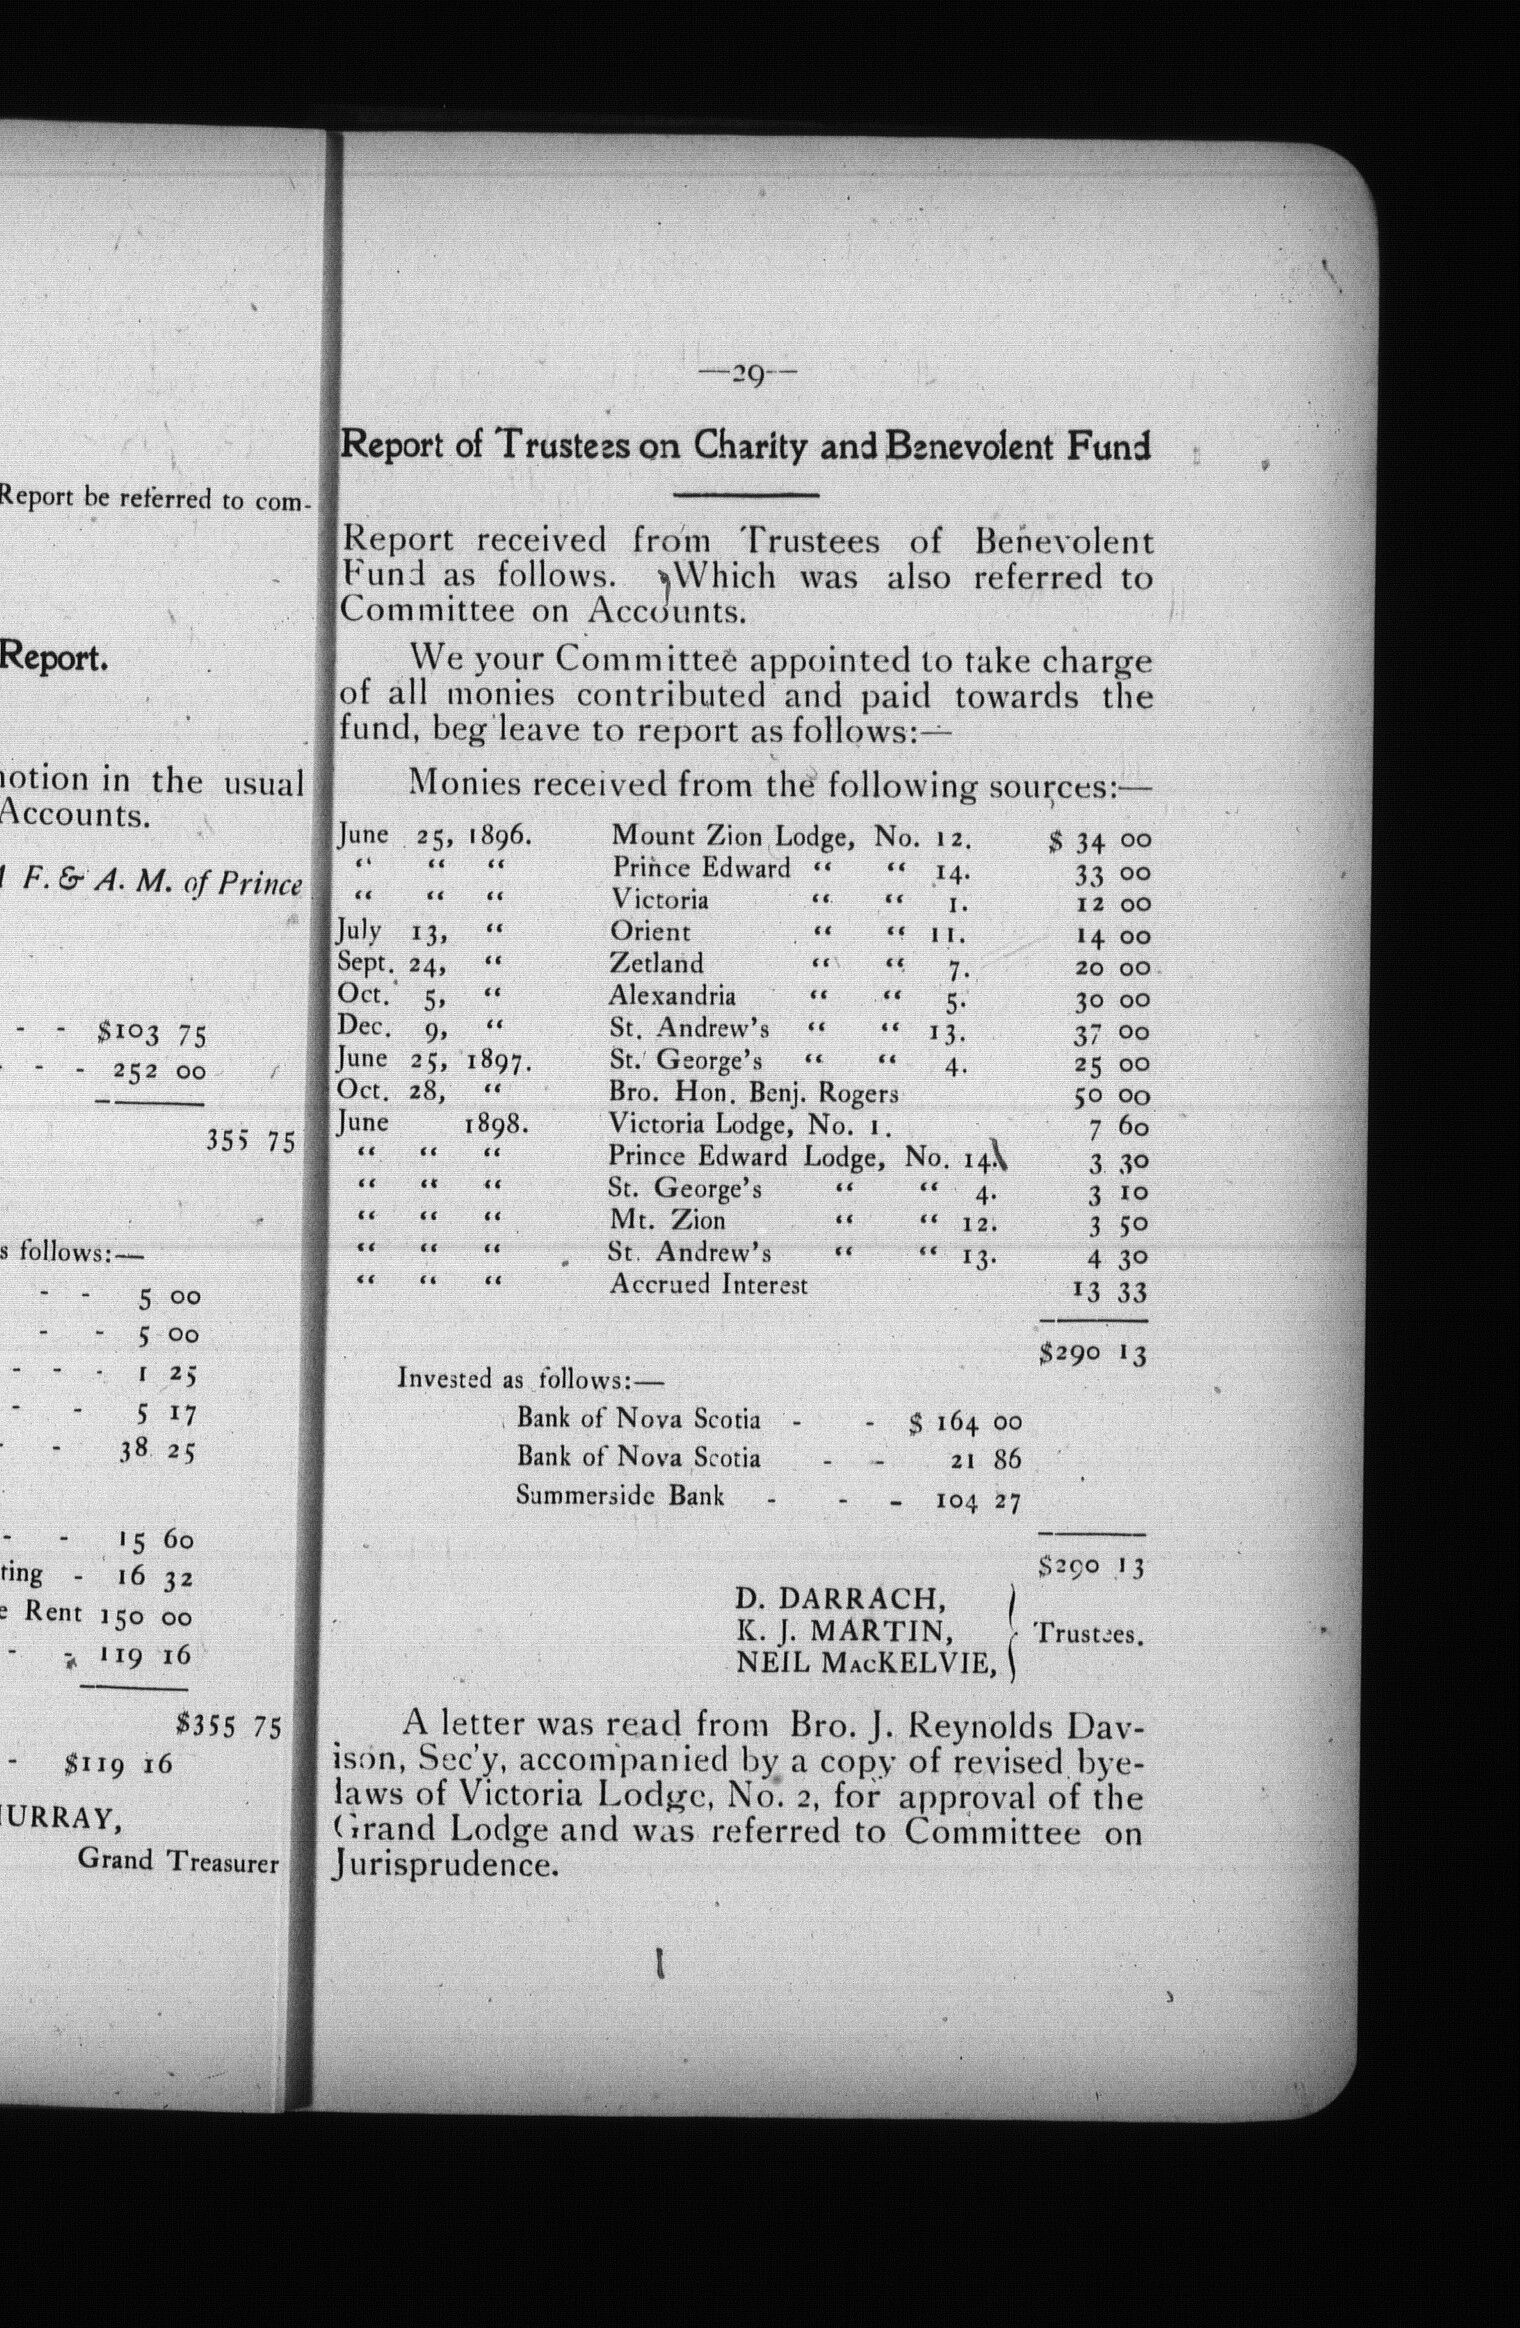 Report be referred to com-
Report.
notion in the usual
Accounts.
F. & A. M. of Prince
- - $103 75
- - - 252 00
355 75
s follows:—
- - 5 00
- - 5 00
- - - 1 25
- - 5 17
- - 38 25
- - 15 60
ting - 16 32
e Rent 150 00
- - 119 16
$355 75
- $119 16
URRAY,
Grand Treasurer
—29—
Report of Trustees on Charity and Benevolent Fund
Report received from Trustees of Benevolent
Fund as follows. Which was also referred to
Committee on Accounts.
We your Committee appointed to take charge
of all monies contributed and paid towards the
fund, beg leave to report as follows:—
Monies received from the following sources:—
June 25, 1896. Mount Zion Lodge, No. 12. $ 34 00
“ “ “ Prince Edward “ “ 14. 33 00
“ “ “ Victoria “ “ 1. 12 00
July 13, “ Orient “ “ 11. 14 00
Sept. 24, “ Zetland “ “ 7. 20 00
Oct. 5, “ Alexandria “ “ 5. 30 00
Dec. 9, “ St. Andrew's “ “ 13. 37 00
June 25, 1897. St. George's “ “ 4. 25 00
Oct. 28, “ Bro. Hon. Benj. Rogers 50 00
June 1898. Victoria Lodge, No. 1. 7 60
“ “ “ Prince Edward Lodge, No. 14. 3 30
“ “ “ St. George's “ “ 4. 3 10
“ “ “ Mt. Zion “ “ 12. 3 50
“ “ “ St. Andrew's “ “ 13. 4 30
“ “ “ Accrued Interest 13 33
$290 13
Invested as follows:—
Bank of Nova Scotia - - $ 164 00
Bank of Nova Scotia - - 21 86
Summerside Bank - - - 104 27
$290 13
D. DARRACH,
K. J. MARTIN, } Trustees.
NEIL MacKELVIE,
A letter was read from Bro. J. Reynolds Dav-
ison, Sec'y, accompanied by a copy of revised bye-
laws of Victoria Lodge, No. 2, for approval of the
Grand Lodge and was referred to Committee on
Jurisprudence.